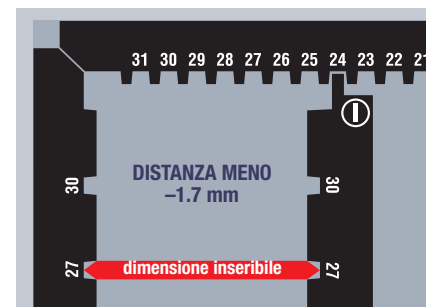 31 30 29 28 27 26 25 24 23 22 21
DISTANZA MENO
–1.7 mm
30 30
27 dimensione inseribile 27